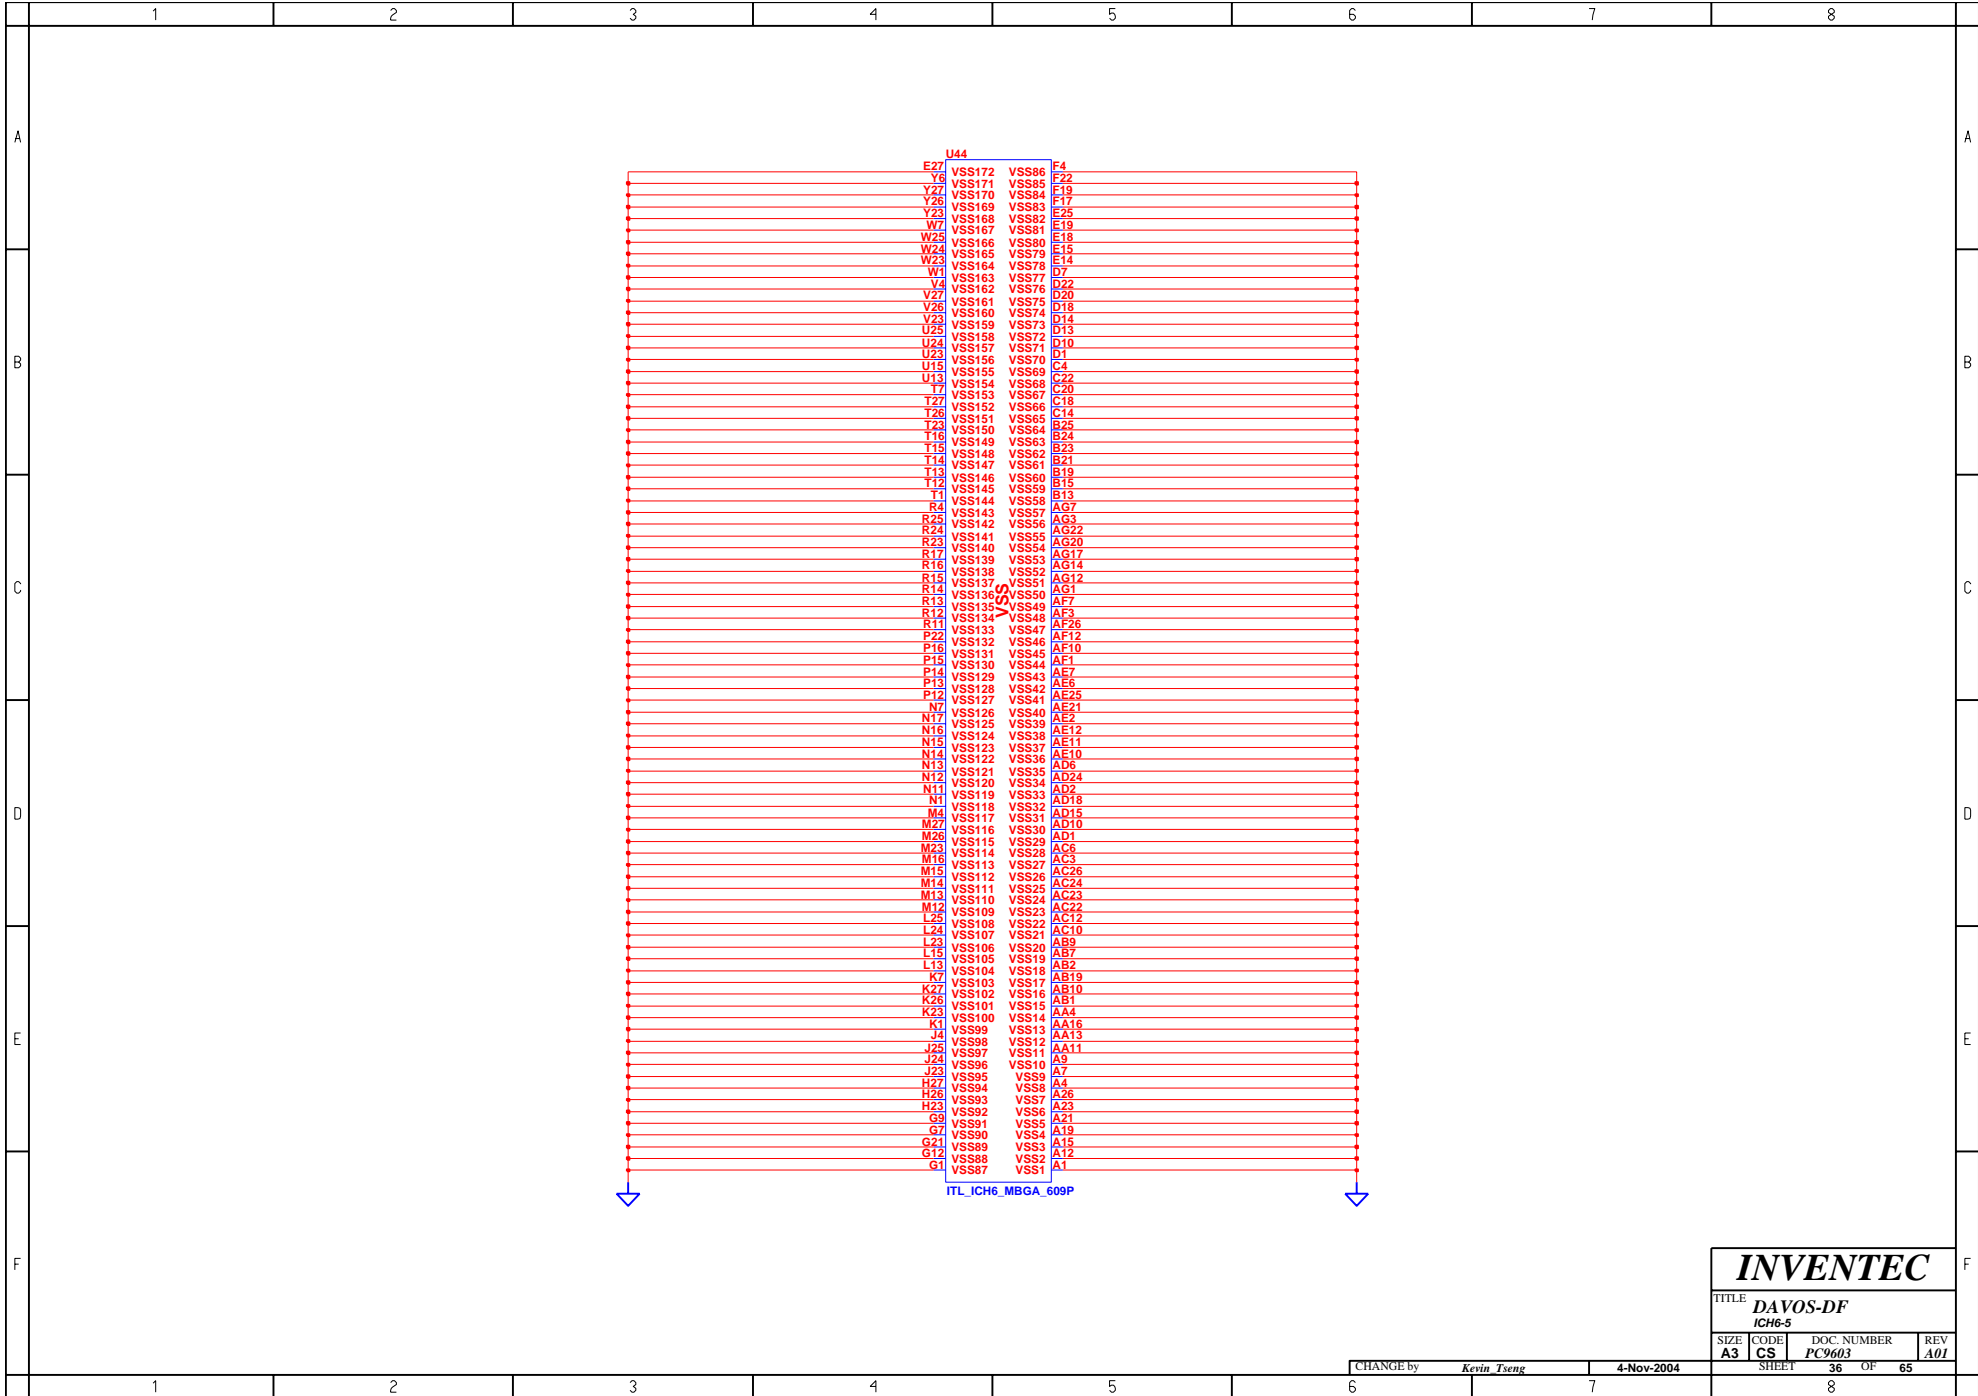 1 2 3 4 5 6 7 8
A A
U44
E27 VSS172 VSS86 F4
Y6 VSS171 VSS85 F22
Y27 VSS170 VSS84 F19
Y26 VSS169 VSS83 F17
Y23 VSS168 VSS82 E25
W7 VSS167 VSS81 E19
W25 VSS166 VSS80 E18
W24 VSS165 VSS79 E15
W23 VSS164 VSS78 E14
W1 VSS163 VSS77 D7
V4 VSS162 VSS76 D22
V27 VSS161 VSS75 D20
V26 VSS160 VSS74 D18
V23 VSS159 VSS73 D14
U25 VSS158 VSS72 D13
U24 VSS157 VSS71 D10
U23 VSS156 VSS70 D1
B B
U15 VSS155 VSS69 C4
U13 VSS154 VSS68 C22
T7 VSS153 VSS67 C20
T27 VSS152 VSS66 C18
T26 VSS151 VSS65 C14
T23 VSS150 VSS64 B25
T16 VSS149 VSS63 B24
T15 VSS148 VSS62 B23
T14 VSS147 VSS61 B21
T13 VSS146 VSS60 B19
T12 VSS145 VSS59 B15
T1 VSS144 VSS58 B13
R4 VSS143 VSS57 AG7
R25 VSS142 VSS56 AG3
R24 VSS141 VSS55 AG22
R23 VSS140 VSS54 AG20
R17 VSS139 VSS53 AG17
R16 VSS138 VSS52 AG14
R15 VSS137 VSS51 AG12
C C
R14 VSS136 VSS50 AG1
VSS
R13 VSS135 VSS49 AF7
R12 VSS134 VSS48 AF3
R11 VSS133 VSS47 AF26
P22 VSS132 VSS46 AF12
P16 VSS131 VSS45 AF10
P15 VSS130 VSS44 AF1
P14 VSS129 VSS43 AE7
P13 VSS128 VSS42 AE6
P12 VSS127 VSS41 AE25
N7 VSS126 VSS40 AE21
N17 VSS125 VSS39 AE2
N16 VSS124 VSS38 AE12
N15 VSS123 VSS37 AE11
N14 VSS122 VSS36 AE10
N13 VSS121 VSS35 AD6
N12 VSS120 VSS34 AD24
N11 VSS119 VSS33 AD2
N1 VSS118 VSS32 AD18
D D
M4 VSS117 VSS31 AD15
M27 VSS116 VSS30 AD10
M26 VSS115 VSS29 AD1
M23 VSS114 VSS28 AC6
M16 VSS113 VSS27 AC3
M15 VSS112 VSS26 AC26
M14 VSS111 VSS25 AC24
M13 VSS110 VSS24 AC23
M12 VSS109 VSS23 AC22
L25 VSS108 VSS22 AC12
L24 VSS107 VSS21 AC10
L23 VSS106 VSS20 AB9
L15 VSS105 VSS19 AB7
L13 VSS104 VSS18 AB2
K7 VSS103 VSS17 AB19
K27 VSS102 VSS16 AB10
K26 VSS101 VSS15 AB1
K23 VSS100 VSS14 AA4
K1 VSS99 VSS13 AA16
E E
J4 VSS98 VSS12 AA13
J25 VSS97 VSS11 AA11
J24 VSS96 VSS10 A9
J23 VSS95 VSS9 A7
H27 VSS94 VSS8 A4
H26 VSS93 VSS7 A26
H23 VSS92 VSS6 A23
G9 VSS91 VSS5 A21
G7 VSS90 VSS4 A19
G21 VSS89 VSS3 A15
G12 VSS88 VSS2 A12
G1 VSS87 VSS1 A1
ITL_ICH6_MBGA_609P
F F
INVENTEC
TITLE DAVOS-DF
ICH6-5
SIZE CODE DOC. NUMBER REV
A3 CS PC9603 A01
CHANGE by Kevin_Tseng 4-Nov-2004 SHEET 36 OF 65
1 2 3 4 5 6 7 8